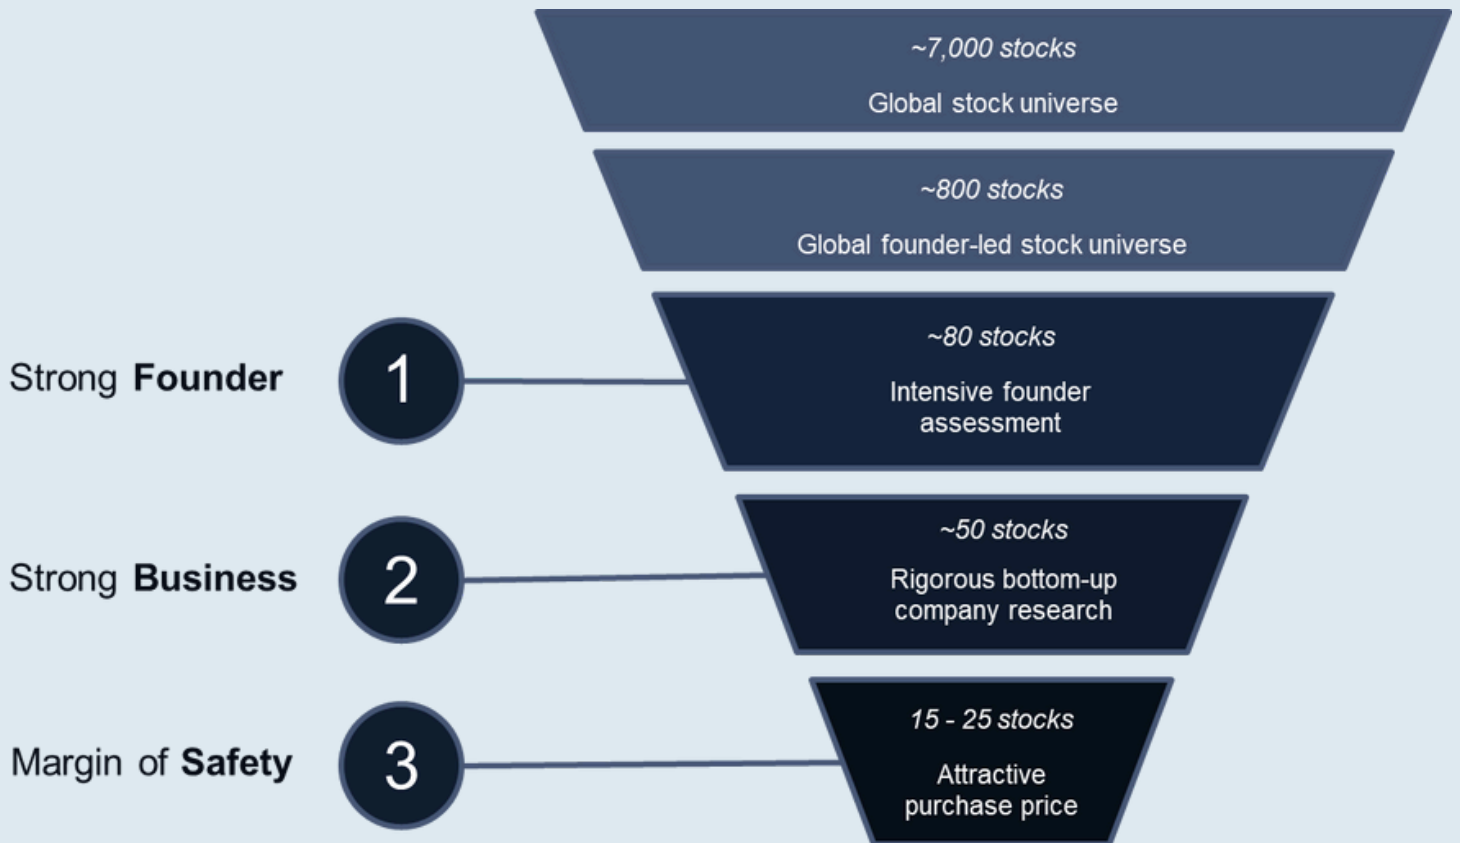 ~7,000 stocks
Global stock universe
~800 stocks
Global founder-led stock universe
Strong Founder
1
~80 stocks
Intensive founder
assessment
Strong Business
2
~50 stocks
Rigorous bottom-up
company research
Margin of Safety
3
15 - 25 stocks
Attractive
purchase price